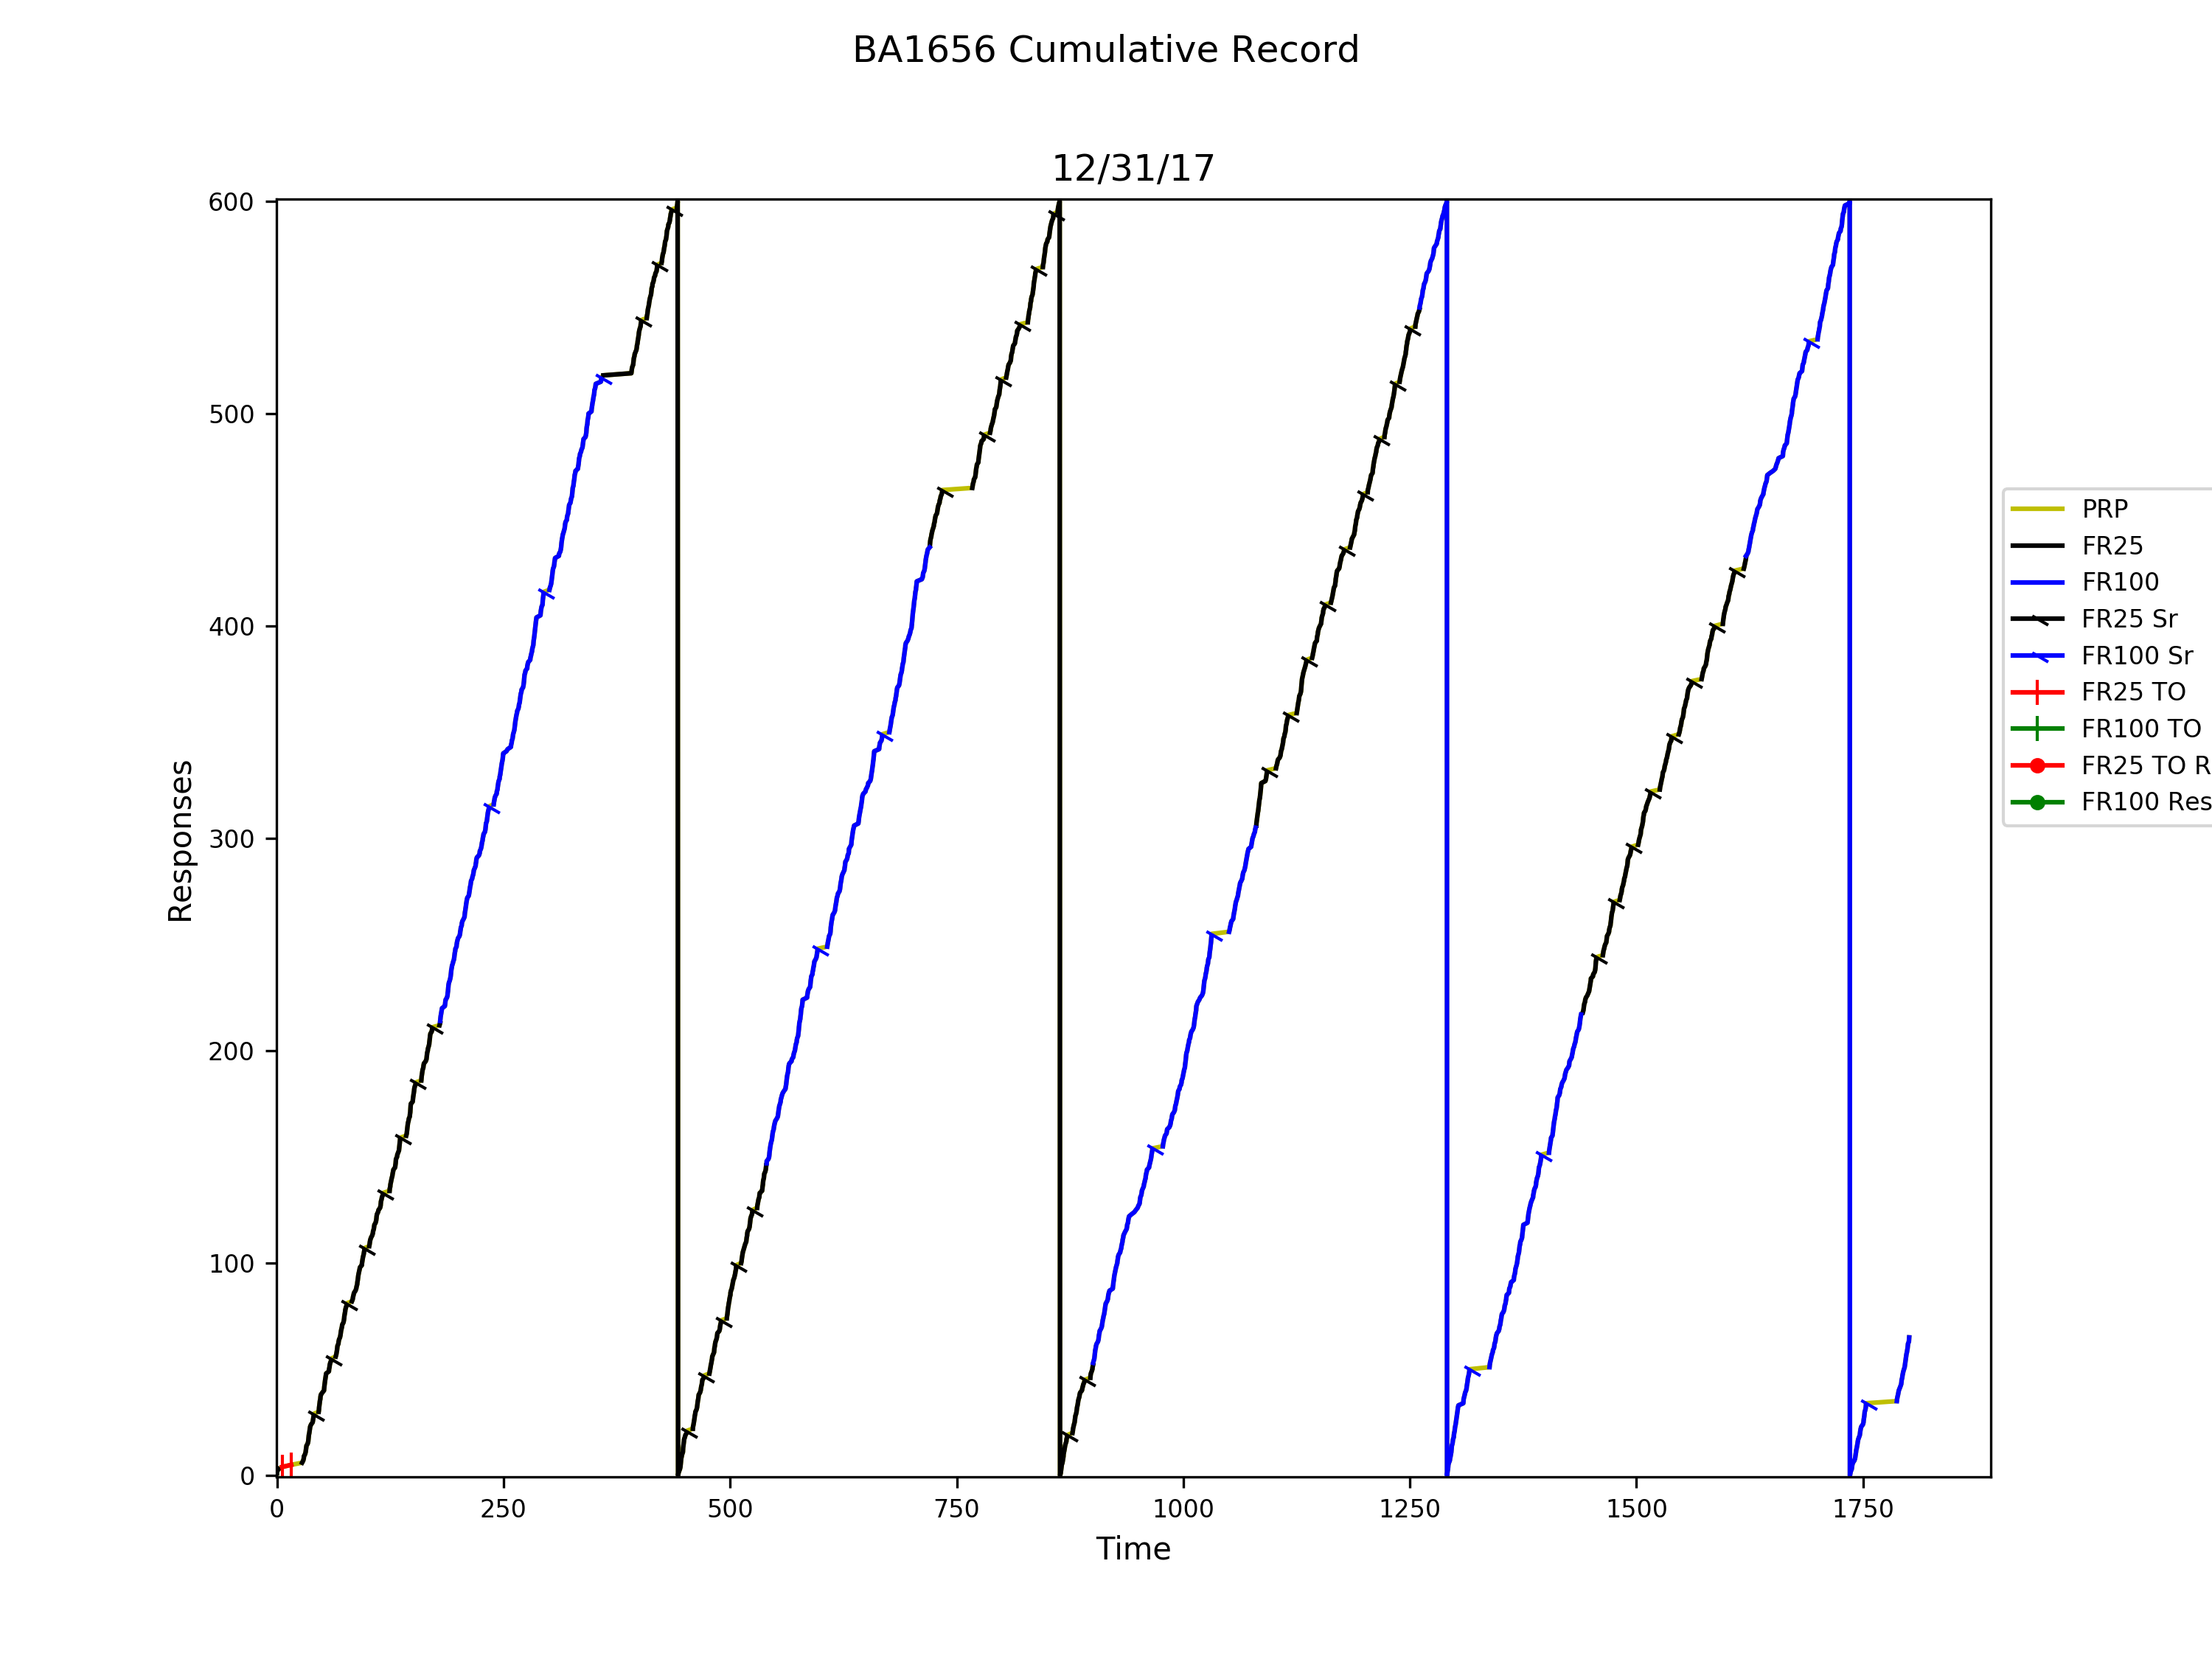 BA1656 Cumulative Record
12/31/17
600
500
400
300
200
100
0
Responses
0 250 500 750 1000 1250 1500 1750
Time
PRP
FR25
FR100
FR25 Sr
FR100 Sr
FR25 TO
FR100 TO
FR25 TO R
FR100 Res